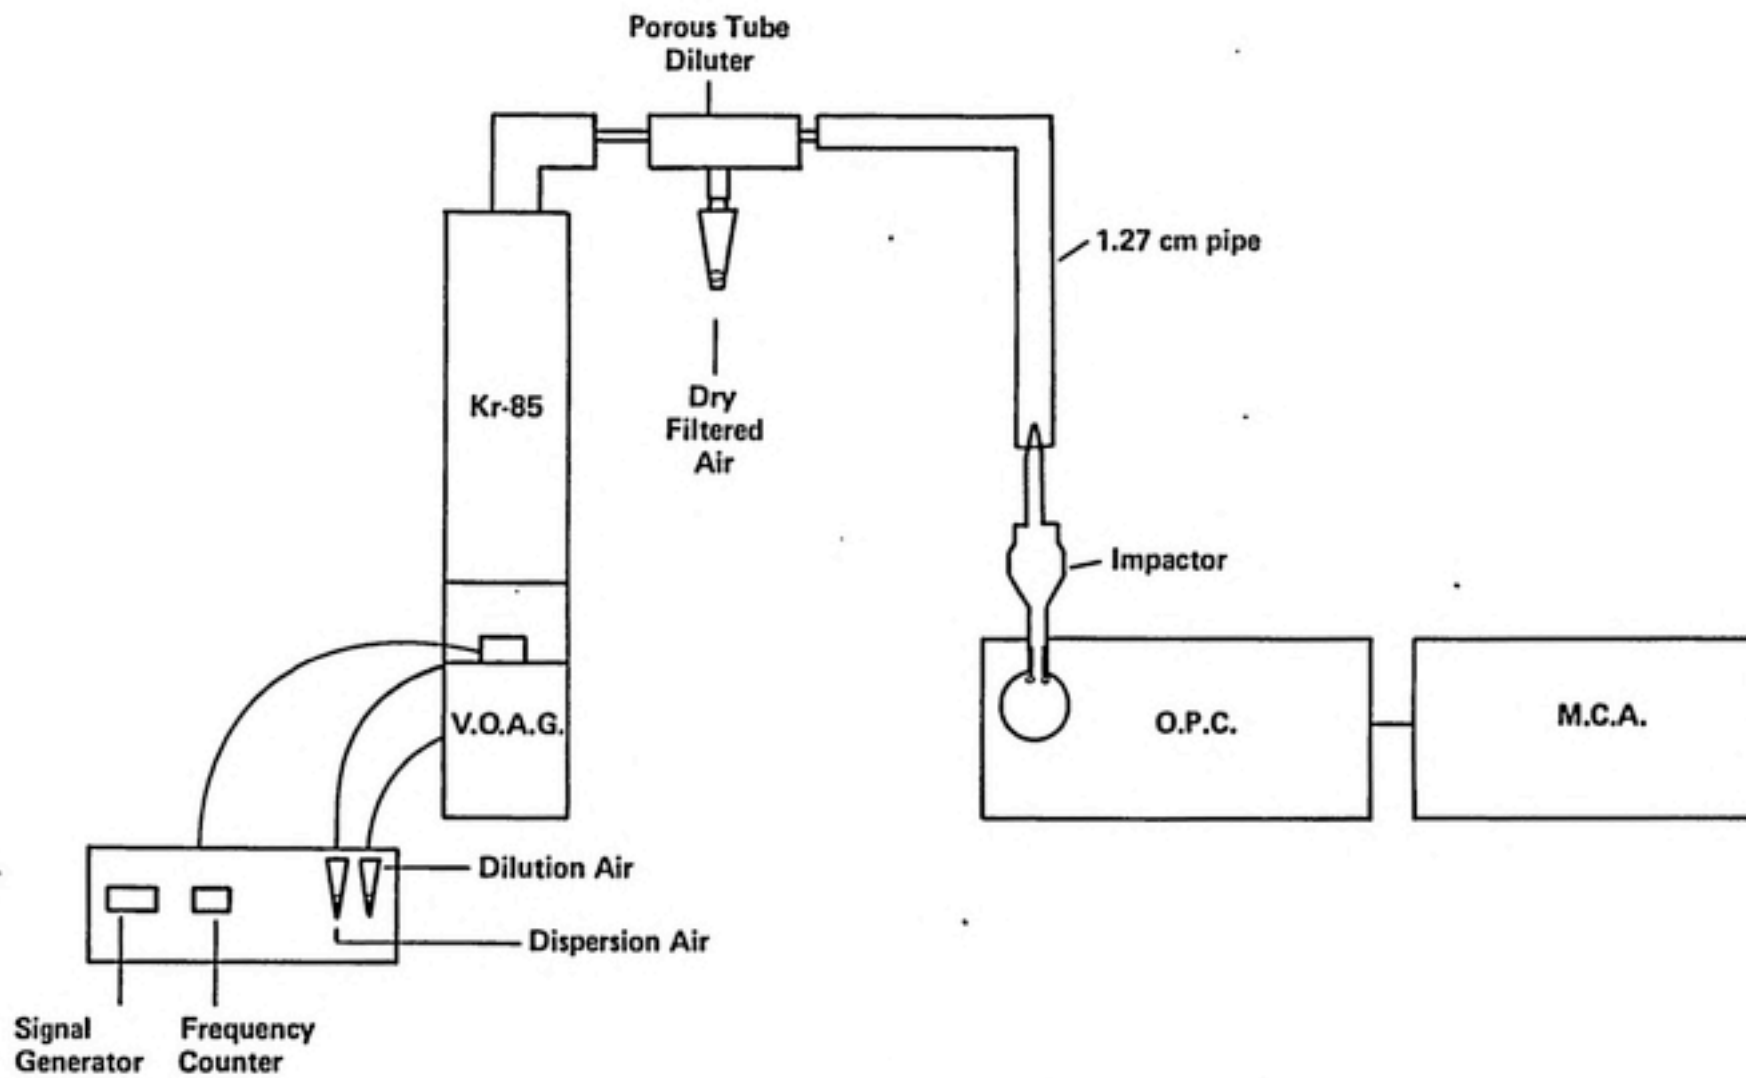 Porous Tube
Diluter
1.27 cm pipe
Kr-85
Dry
Filtered
Air
Impactor
V.O.A.G.
O.P.C.
M.C.A.
Dilution Air
Dispersion Air
Signal
Generator
Frequency
Counter